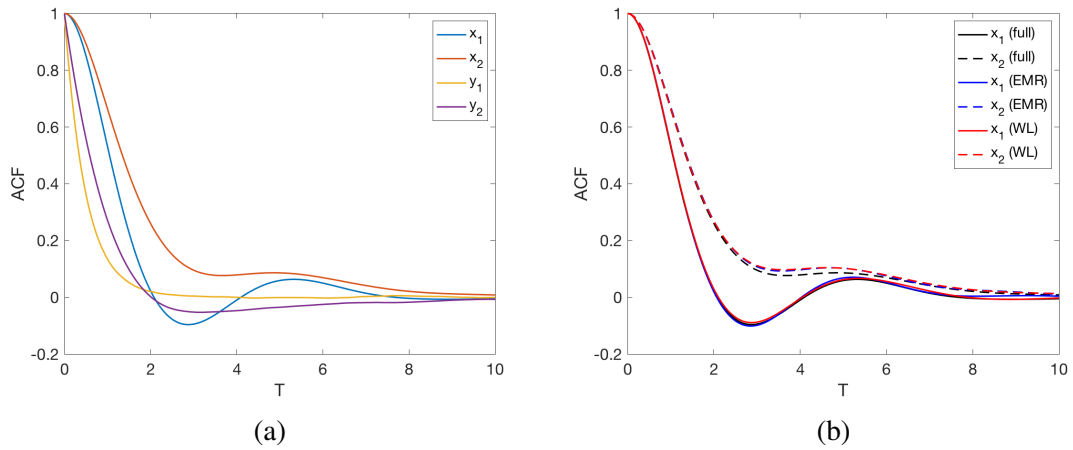 1
0.8
0.6
0.4
0.2
0
-0.2
ACF
0 2 4 6 8 10
T
x1
x2
y1
y2
(a)
1
0.8
0.6
0.4
0.2
0
-0.2
ACF
0 2 4 6 8 10
T
x1 (full)
x2 (full)
x1 (EMR)
x2 (EMR)
x1 (WL)
x2 (WL)
(b)